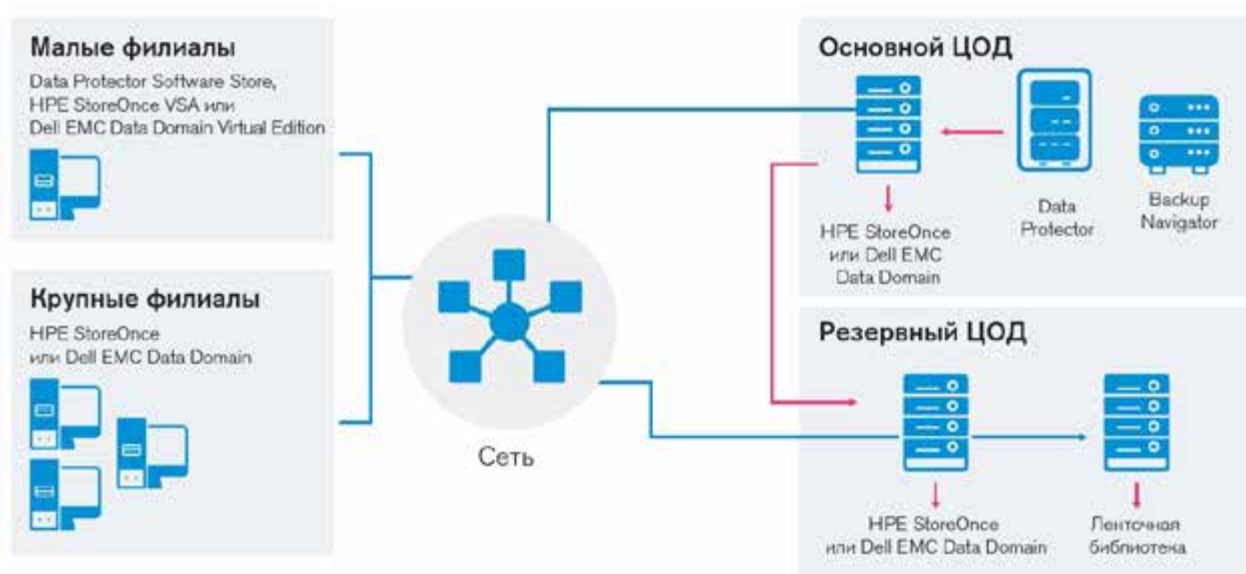 Малые филиалы
Data Protector Software Store,
HPE StoreOnce VSA или
Dell EMC Data Domain Virtual Edition
Крупные филиалы
HPE StoreOnce
или Dell EMC Data Domain
Сеть
Основной ЦОД
HPE StoreOnce
или Dell EMC
Data Domain
Data
Protector
Backup
Navigator
Резервный ЦОД
HPE StoreOnce
или Dell EMC Data Domain
Ленточная
библиотека